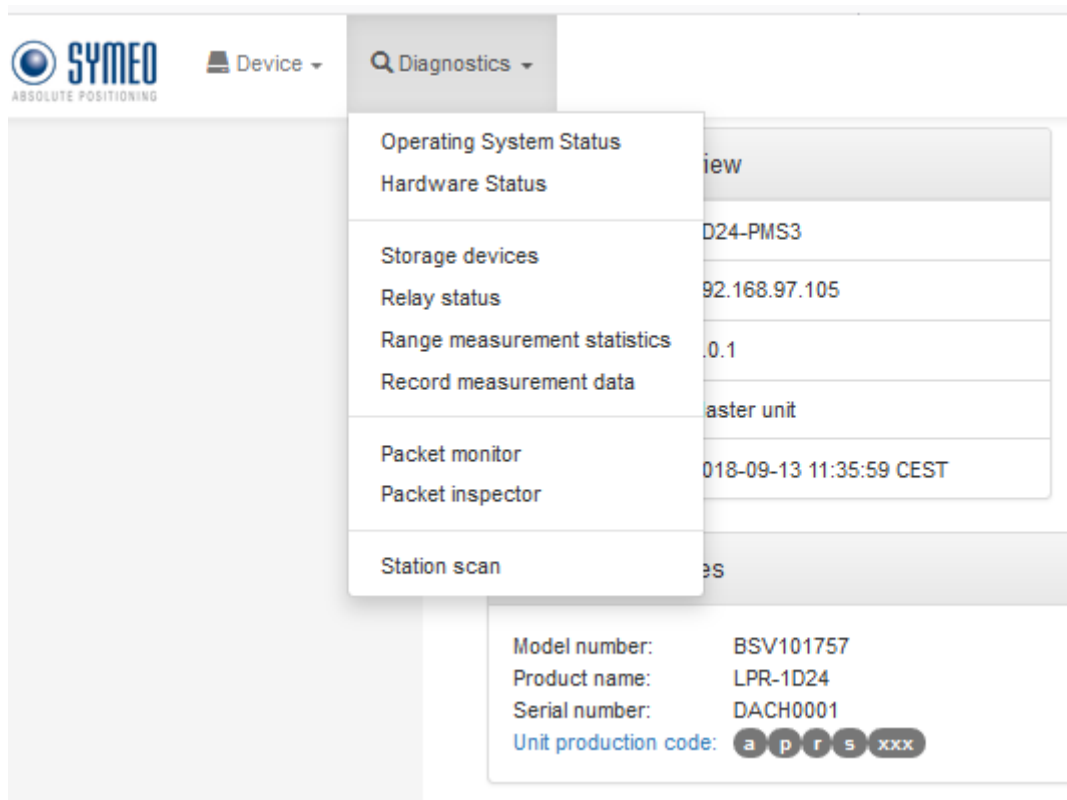 SYMEO
ABSOLUTE POSITIONING
Device
Diagnostics
Operating System Status
Hardware Status
Storage devices
Relay status
Range measurement statistics
Record measurement data
Packet monitor
Packet inspector
Station scan
iew
D24-PMS3
92.168.97.105
.0.1
aster unit
018-09-13 11:35:59 CEST
es
Model number: BSV101757
Product name: LPR-1D24
Serial number: DACH0001
Unit production code: a p r s xxx